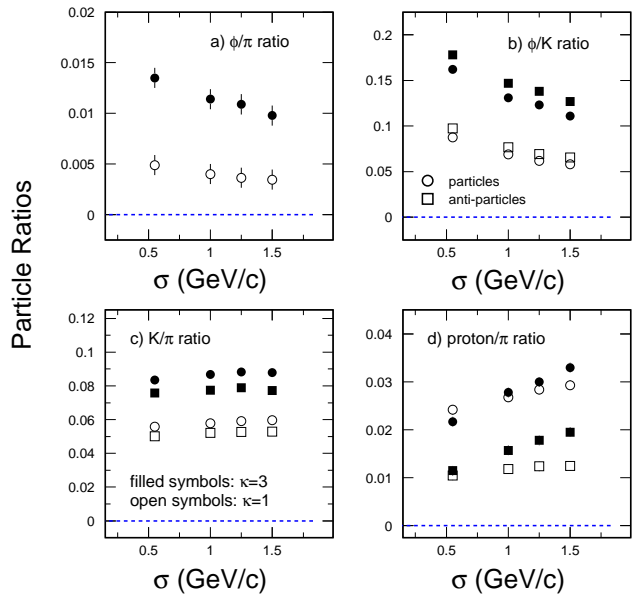 Particle Ratios
a) ϕ/π ratio
0.02
0.015
0.01
0.005
0
0.5
1
1.5
σ (GeV/c)
b) ϕ/K ratio
0.2
0.15
0.1
0.05
0
particles
anti-particles
0.5
1
1.5
σ (GeV/c)
c) K/π ratio
0.12
0.1
0.08
0.06
0.04
0.02
0
filled symbols: κ=3
open symbols: κ=1
0.5
1
1.5
σ (GeV/c)
d) proton/π ratio
0.04
0.03
0.02
0.01
0
0.5
1
1.5
σ (GeV/c)